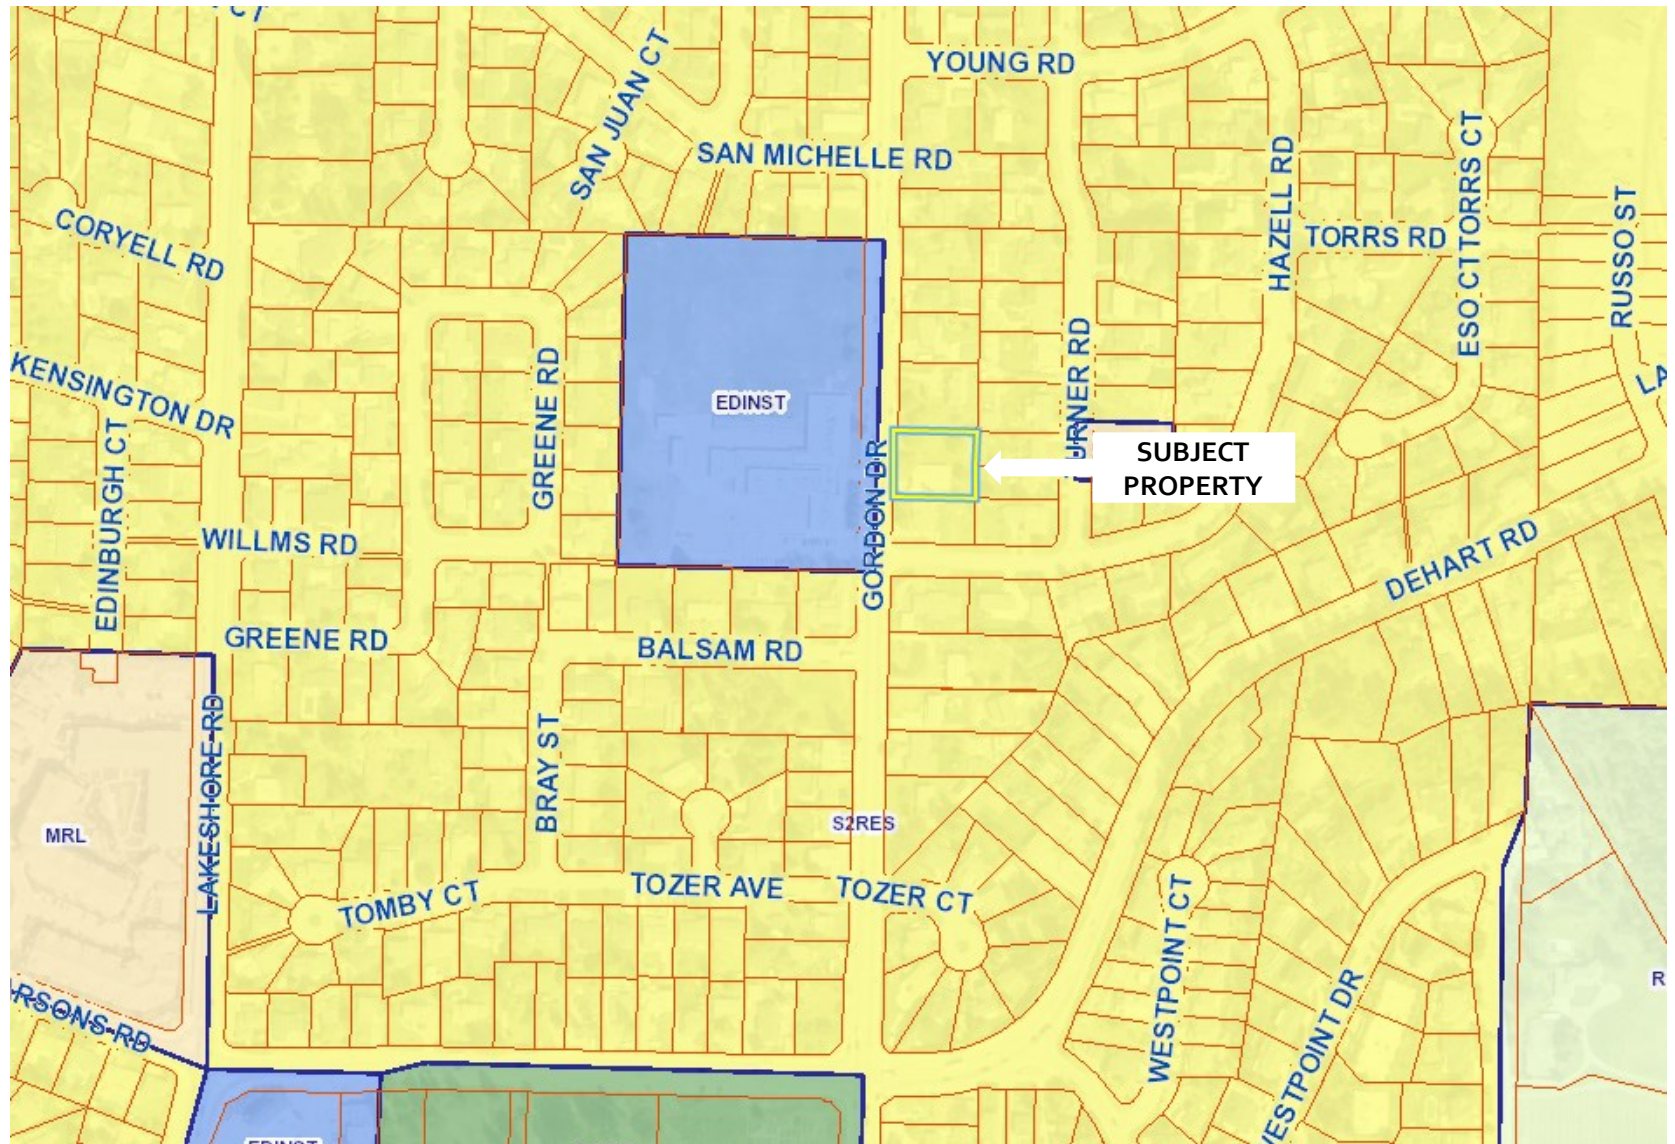 CT
YOUNG RD
SAN JUAN CT
SAN MICHELLE RD
HAZELL RD
ESO CT TORRS CT
CORYELL RD
TORRS RD
RUSSO ST
KENSINGTON DR
GREENE RD
EDINST
URNER RD
LA
EDINBURGH CT
GORDON DR
SUBJECT
PROPERTY
WILLMS RD
DEHART RD
GREENE RD
BALSAM RD
LAKESHORE RD
BRAY ST
MRL
S2RES
TOMBY CT
TOZER AVE
TOZER CT
WESTPOINT CT
RSONS RD
WESTPOINT DR
R
EDINST